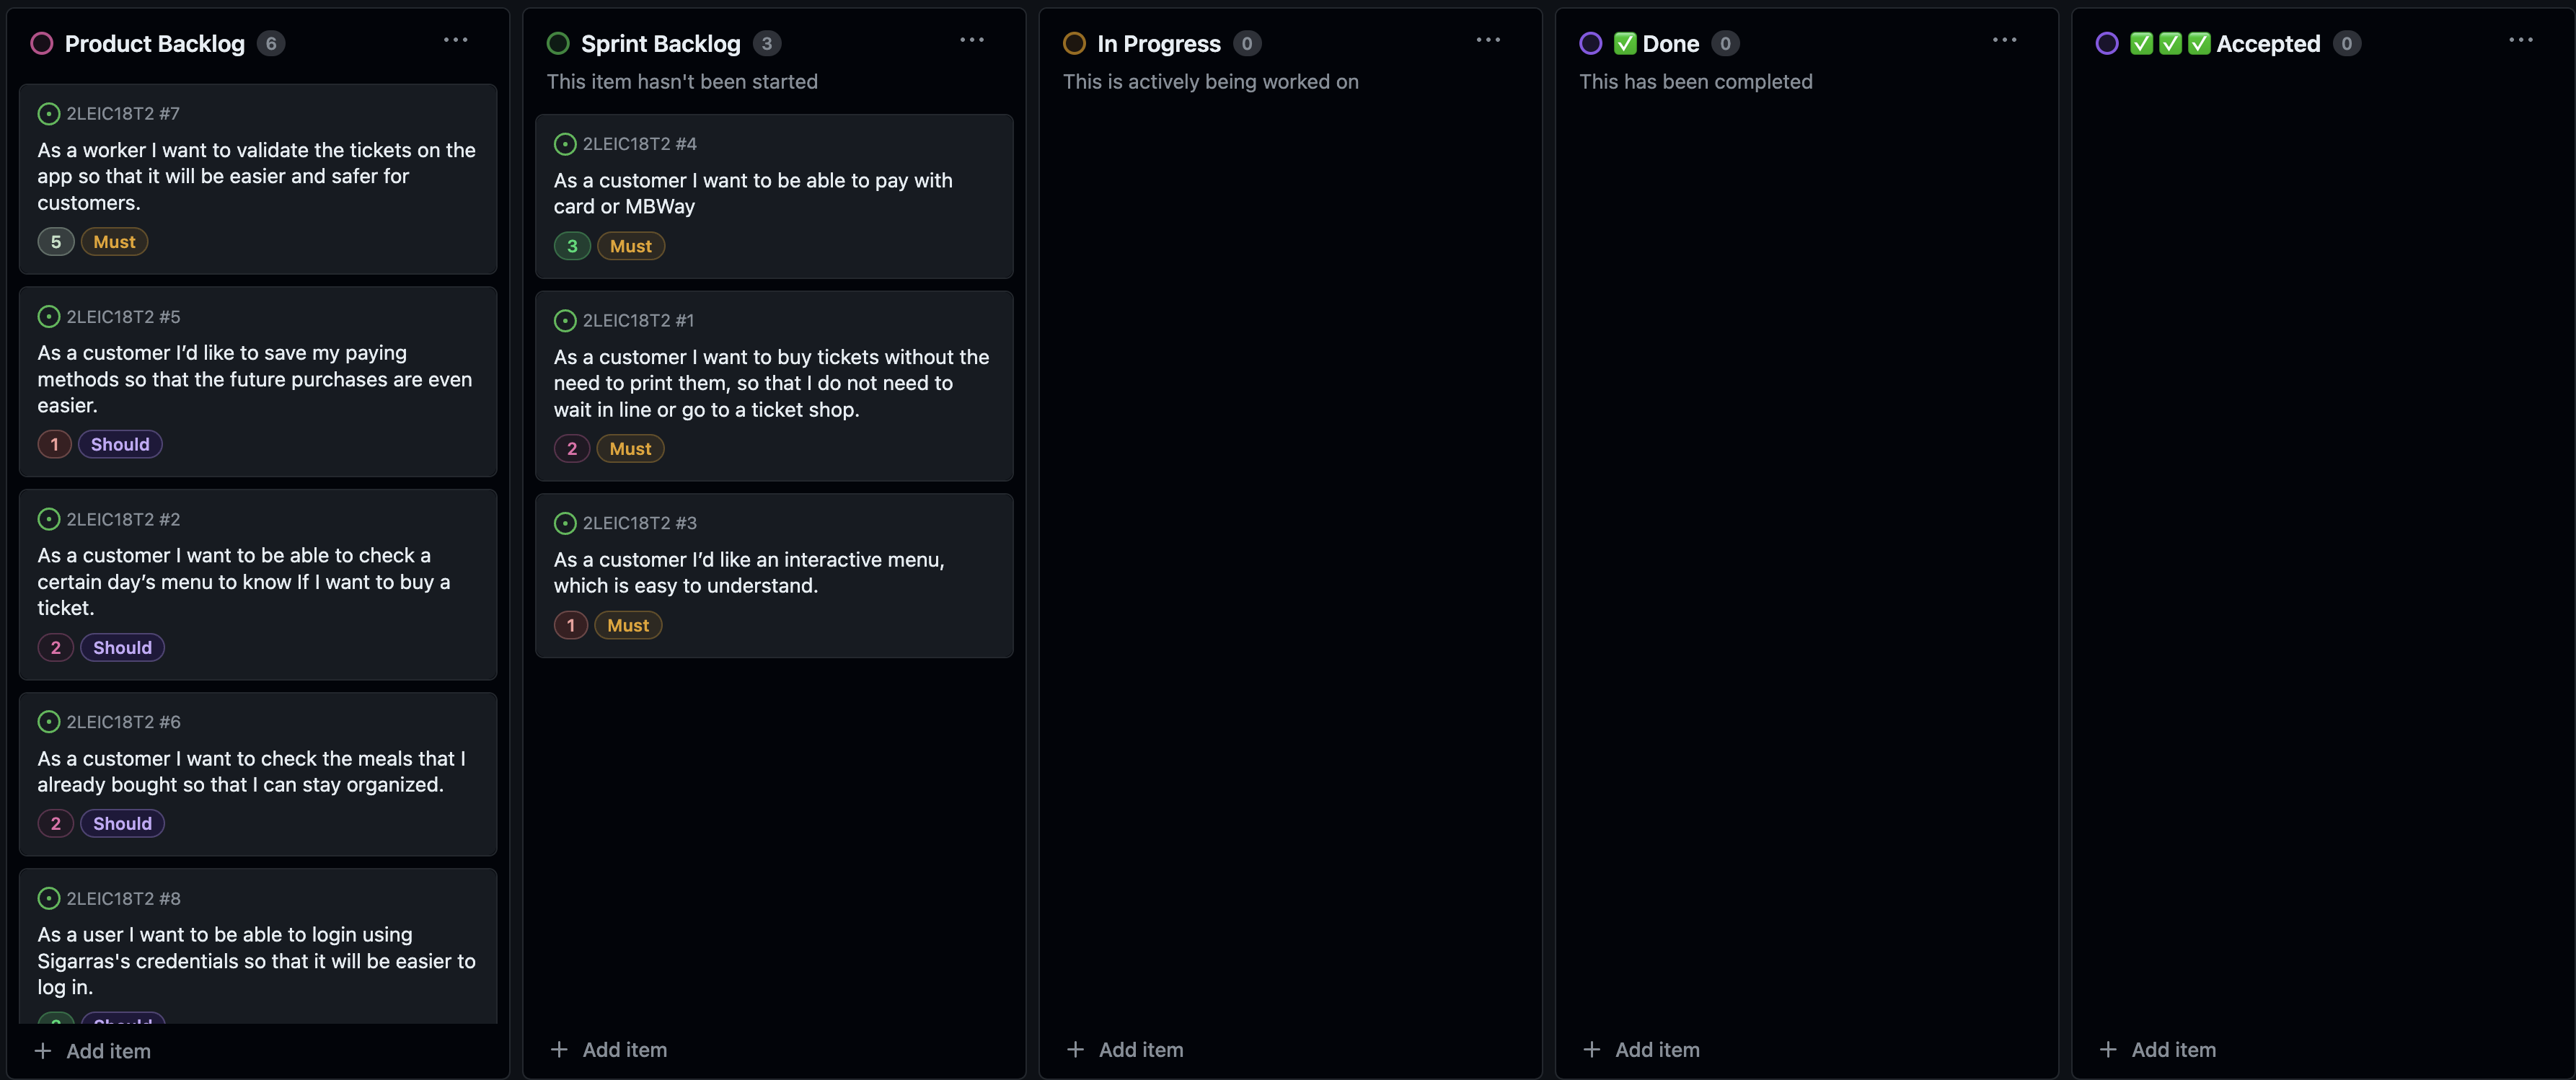 Product Backlog 6
2LEIC18T2 #7
As a worker I want to validate the tickets on the
app so that it will be easier and safer for
customers.
5 Must
2LEIC18T2 #5
As a customer I’d like to save my paying
methods so that the future purchases are even
easier.
1 Should
2LEIC18T2 #2
As a customer I want to be able to check a
certain day’s menu to know If I want to buy a
ticket.
2 Should
2LEIC18T2 #6
As a customer I want to check the meals that I
already bought so that I can stay organized.
2 Should
2LEIC18T2 #8
As a user I want to be able to login using
Sigarras's credentials so that it will be easier to
log in.
Should
+ Add item
Sprint Backlog 3
This item hasn't been started
2LEIC18T2 #4
As a customer I want to be able to pay with
card or MBWay
3 Must
2LEIC18T2 #1
As a customer I want to buy tickets without the
need to print them, so that I do not need to
wait in line or go to a ticket shop.
2 Must
2LEIC18T2 #3
As a customer I’d like an interactive menu,
which is easy to understand.
1 Must
+ Add item
In Progress 0
This is actively being worked on
+ Add item
✅ Done 0
This has been completed
+ Add item
✅✅✅ Accepted 0
+ Add item